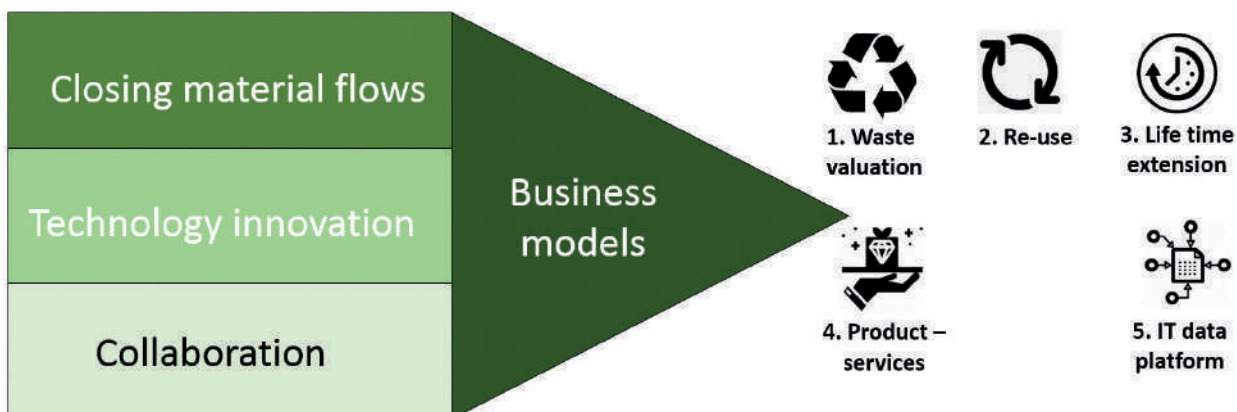 Closing material flows
Technology innovation
Collaboration
Business
models
1. Waste
valuation
2. Re-use
3. Life time
extension
4. Product –
services
5. IT data
platform